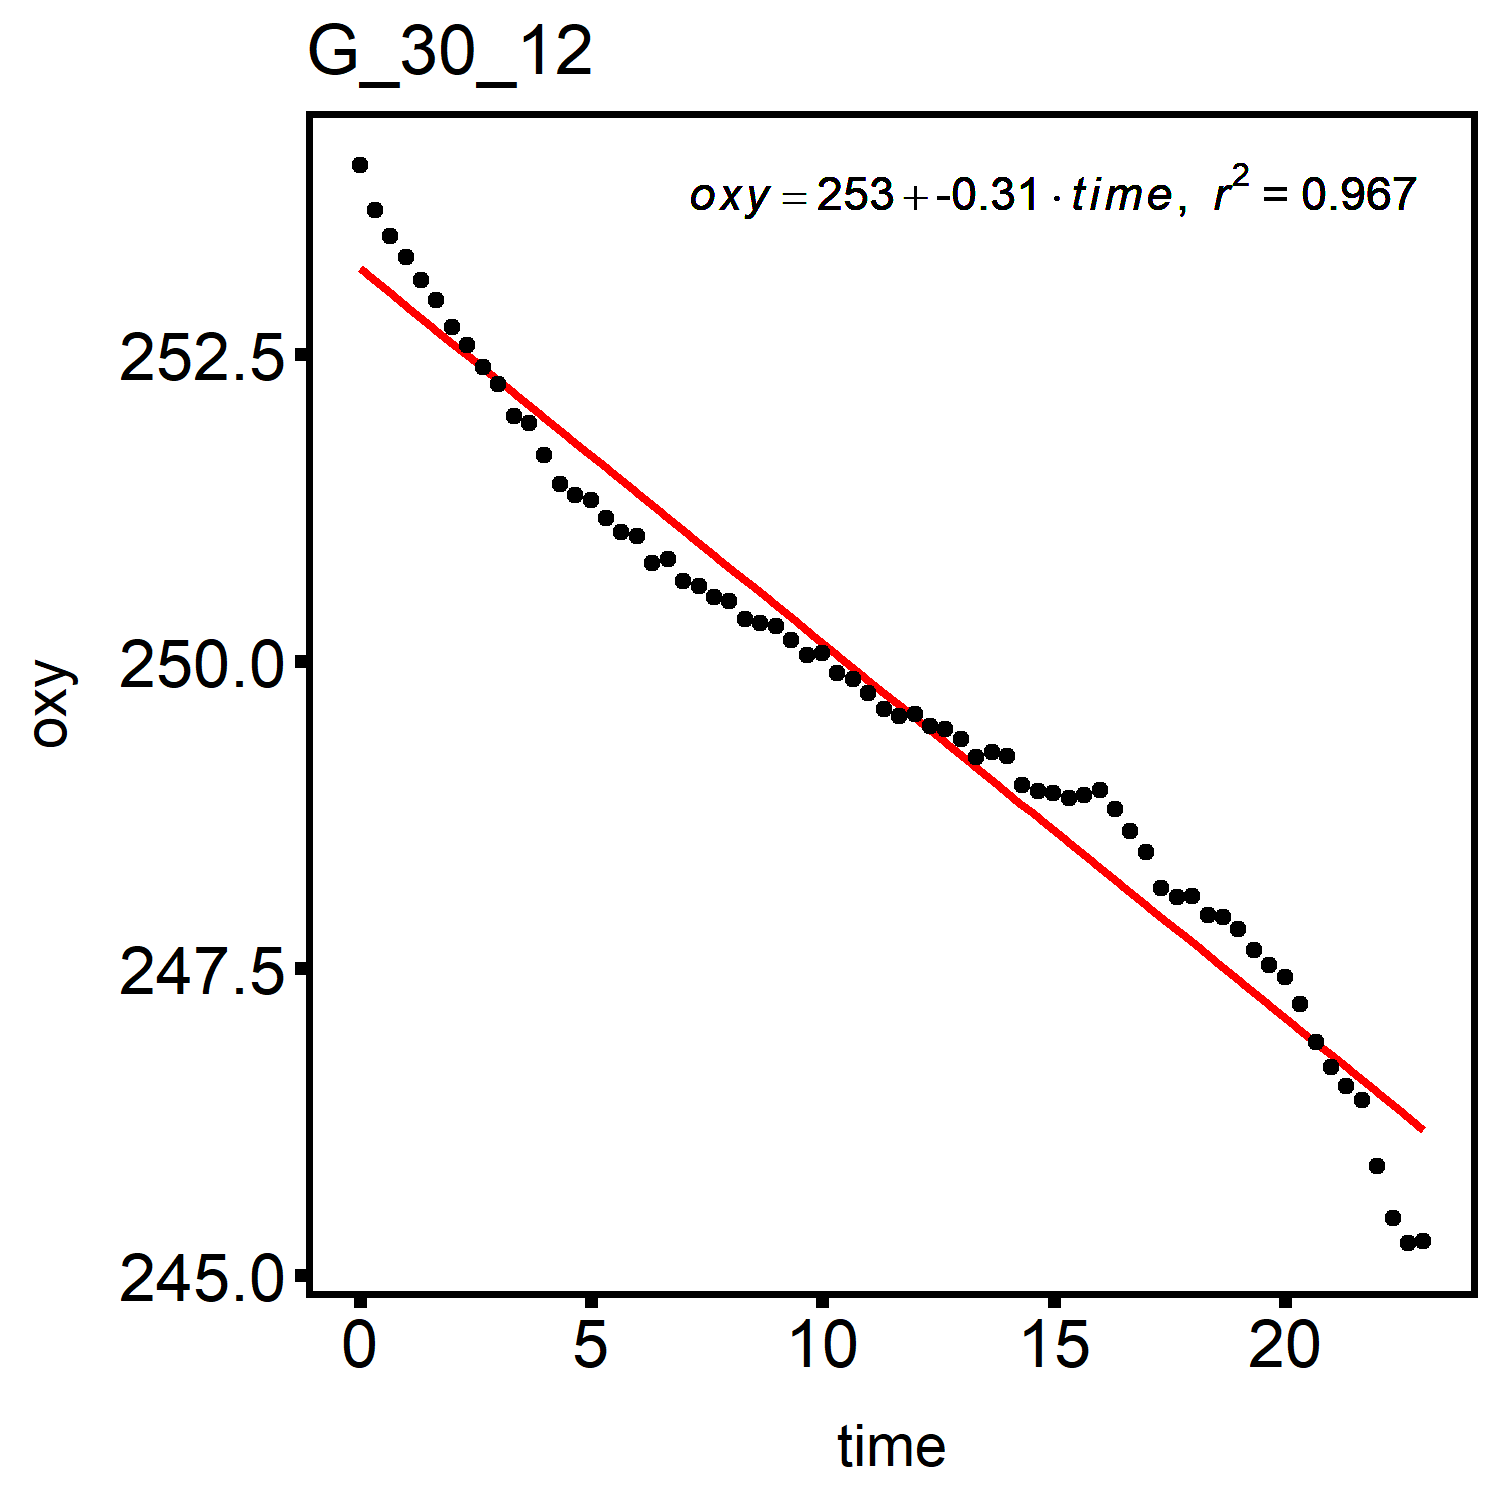 G_30_12
oxy = 253 + -0.31 · time, r² = 0.967
252.5
250.0
247.5
245.0
oxy
0 5 10 15 20
time